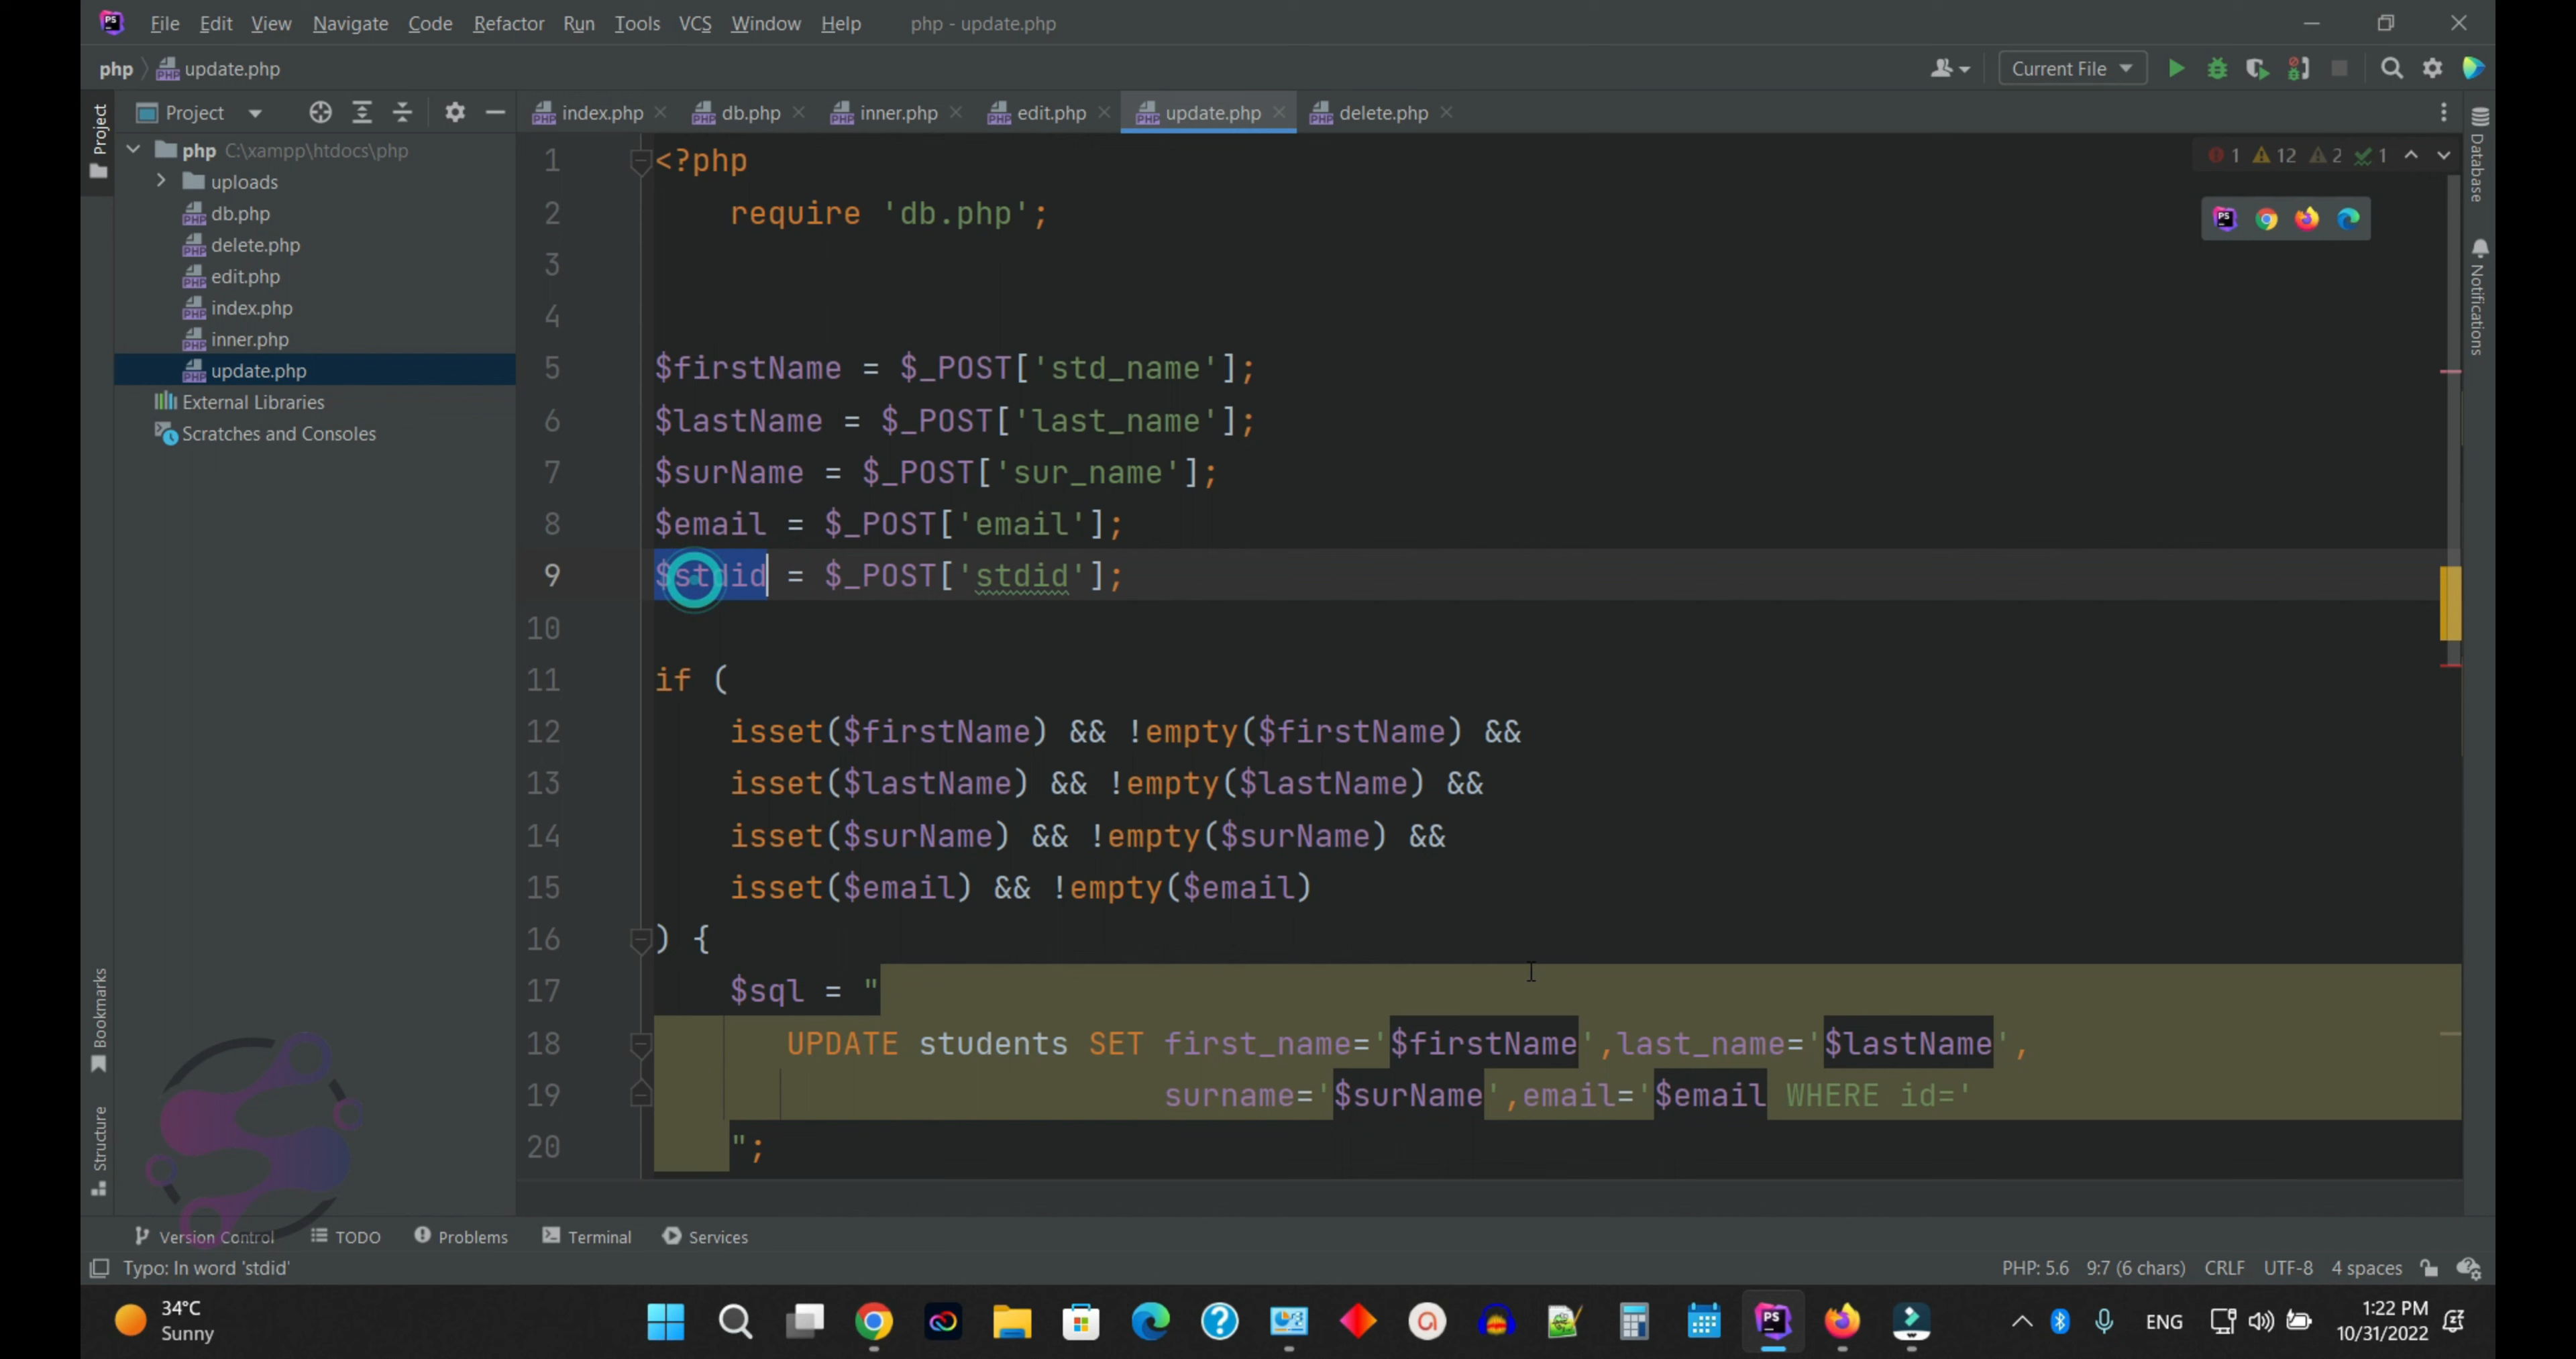 File Edit View Navigate Code Refactor Run Tools VCS Window Help php - update.php
php update.php Current File
Project index.php db.php inner.php edit.php update.php delete.php
Project
php C:\xampp\htdocs\php
uploads
db.php
delete.php
edit.php
index.php
inner.php
update.php
External Libraries
Scratches and Consoles
1 12 2 1
Database
Notifications
1 <?php
2 require 'db.php';
3
4
5 $firstName = $_POST['std_name'];
6 $lastName = $_POST['last_name'];
7 $surName = $_POST['sur_name'];
8 $email = $_POST['email'];
9 $stdid = $_POST['stdid'];
10
11 if (
12 isset($firstName) && !empty($firstName) &&
13 isset($lastName) && !empty($lastName) &&
14 isset($surName) && !empty($surName) &&
15 isset($email) && !empty($email)
16 ) {
17 $sql = "
18 UPDATE students SET first_name='$firstName',last_name='$lastName',
19 surname='$surName',email='$email WHERE id='
20 ";
Bookmarks
Structure
Version Control TODO Problems Terminal Services
Typo: In word 'stdid' PHP: 5.6 9:7 (6 chars) CRLF UTF-8 4 spaces
34°C
Sunny
ENG
1:22 PM
10/31/2022